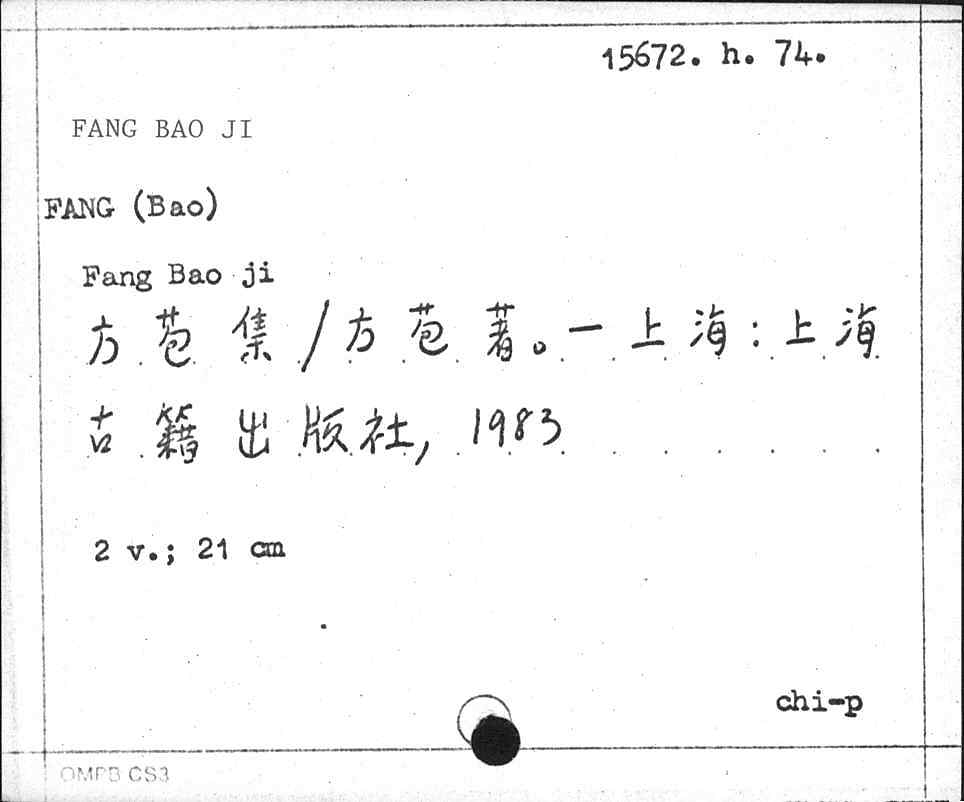 15672. h. 74.
FANG BAO JI
FANG (Bao)
Fang Bao ji
方苞集/方苞著。—上海:上海
古籍出版社, 1983
2 v.; 21 cm
chi-p
OMPB CS3